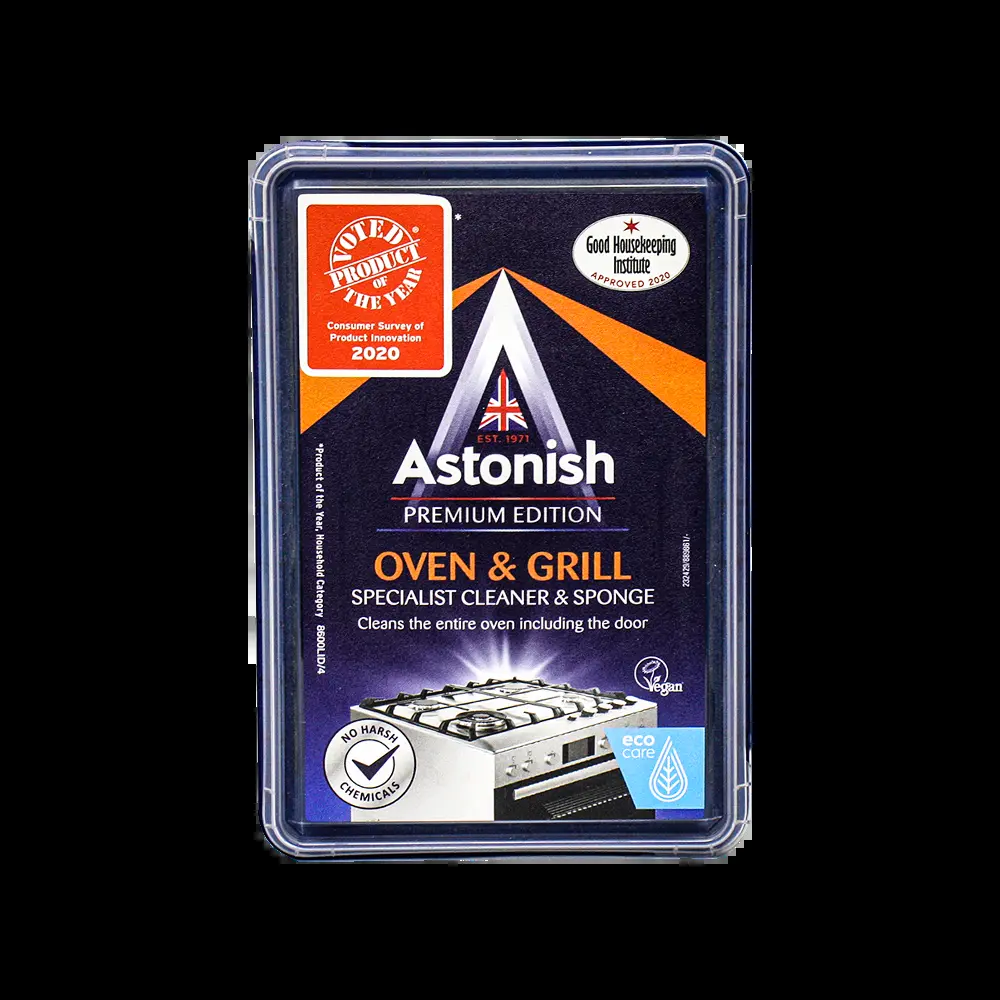 VOTED
PRODUCT
OF
THE YEAR
®
*
Consumer Survey of
Product Innovation
2020
Good Housekeeping
Institute
APPROVED 2020
EST. 1971
Astonish
PREMIUM EDITION
OVEN & GRILL
SPECIALIST CLEANER & SPONGE
Cleans the entire oven including the door
*Product of the Year, Household Category 8600LID/4
232429/889861/-
Vegan
NO HARSH
CHEMICALS
eco
care